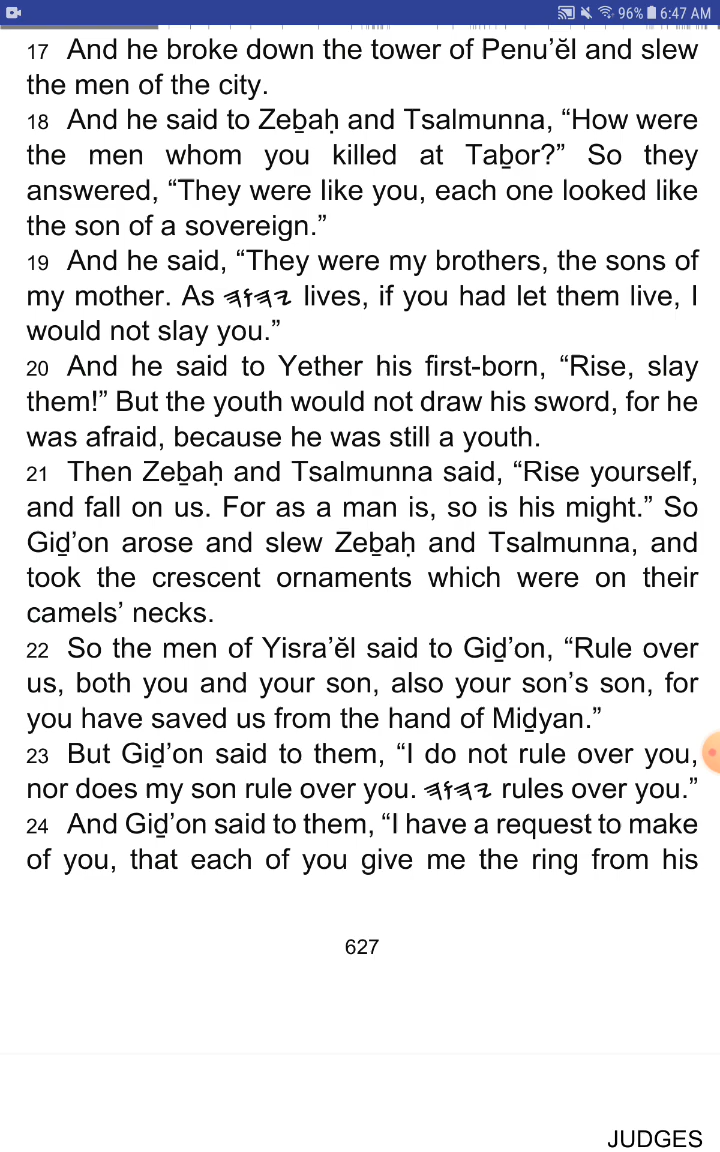 96% 6:47 AM
17 And he broke down the tower of Penu’ĕl and slew
the men of the city.
18 And he said to Zeḇaḥ and Tsalmunna, “How were
the men whom you killed at Taḇor?” So they
answered, “They were like you, each one looked like
the son of a sovereign.”
19 And he said, “They were my brothers, the sons of
my mother. As 𐤉𐤄𐤅𐤄 lives, if you had let them live, I
would not slay you.”
20 And he said to Yether his first-born, “Rise, slay
them!” But the youth would not draw his sword, for he
was afraid, because he was still a youth.
21 Then Zeḇaḥ and Tsalmunna said, “Rise yourself,
and fall on us. For as a man is, so is his might.” So
Giḏ’on arose and slew Zeḇaḥ and Tsalmunna, and
took the crescent ornaments which were on their
camels’ necks.
22 So the men of Yisra’ĕl said to Giḏ’on, “Rule over
us, both you and your son, also your son’s son, for
you have saved us from the hand of Miḏyan.”
23 But Giḏ’on said to them, “I do not rule over you,
nor does my son rule over you. 𐤉𐤄𐤅𐤄 rules over you.”
24 And Giḏ’on said to them, “I have a request to make
of you, that each of you give me the ring from his
627
JUDGES